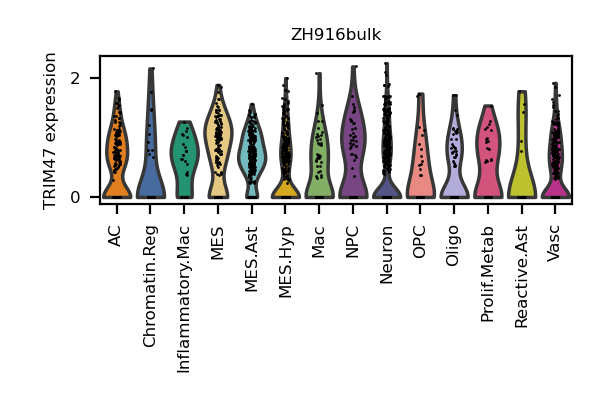 ZH916bulk
TRIM47 expression
2
0
AC
Chromatin.Reg
Inflammatory.Mac
MES
MES.Ast
MES.Hyp
Mac
NPC
Neuron
OPC
Oligo
Prolif.Metab
Reactive.Ast
Vasc